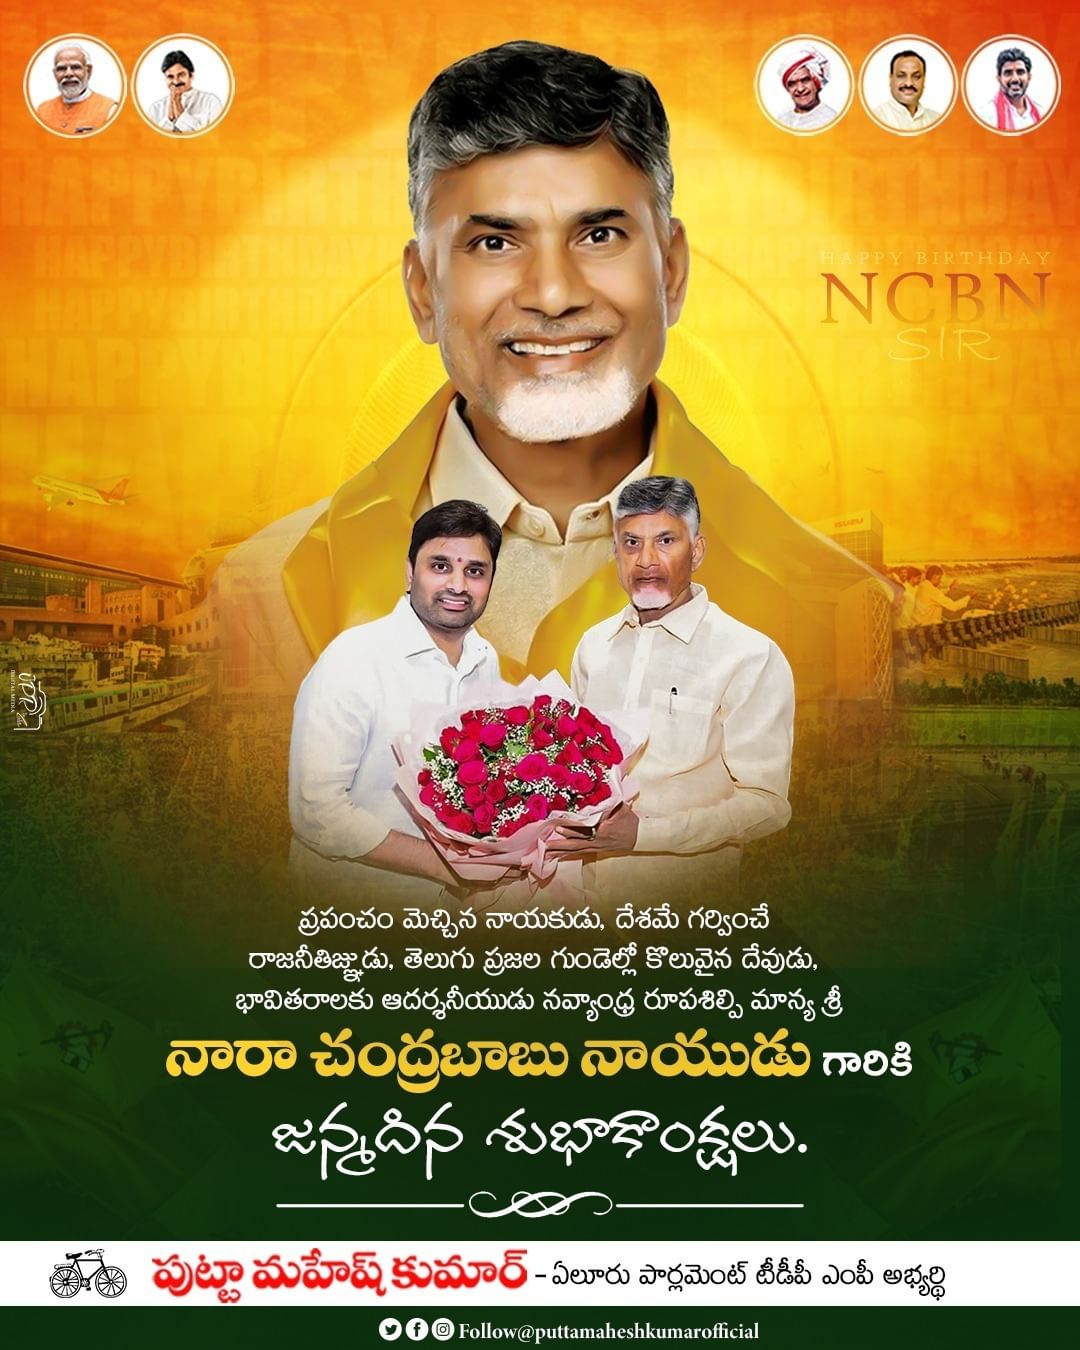 HAPPY BIRTHDAY
NCBN
SIR
ISUZU
ప్రపంచం మెచ్చిన నాయకుడు, దేశమే గర్వించే
రాజనీతిజ్ఞుడు, తెలుగు ప్రజల గుండెల్లో కొలువైన దేవుడు,
భావితరాలకు ఆదర్శనీయుడు నవ్యాంధ్ర రూపశిల్పి మాన్య శ్రీ
నారా చంద్రబాబు నాయుడు గారికి
జన్మదిన శుభాకాంక్షలు.
పుట్టా మహేష్ కుమార్ - ఏలూరు పార్లమెంట్ టీడీపీ ఎంపీ అభ్యర్థి
Follow@puttamaheshkumarofficial